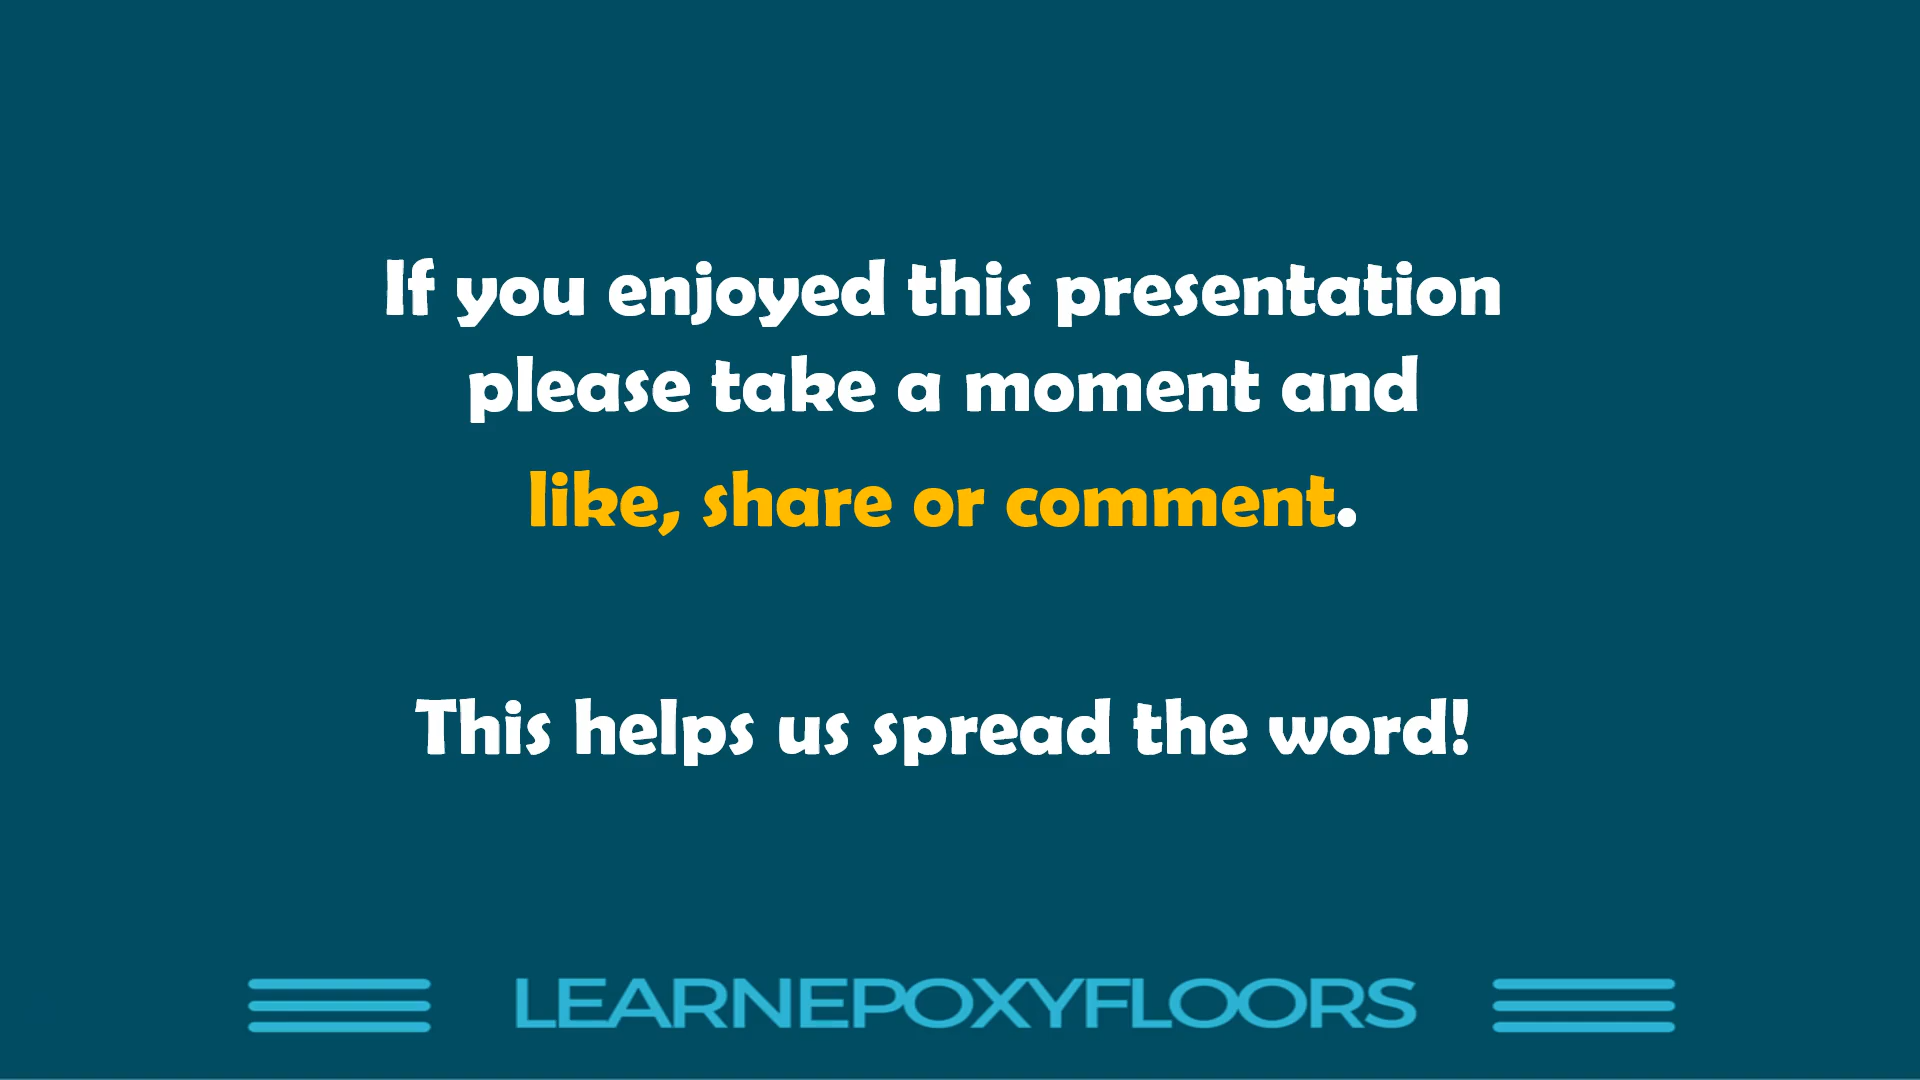 If you enjoyed this presentation
please take a moment and
like, share or comment.
This helps us spread the word!
LEARNEPOXYFLOORS